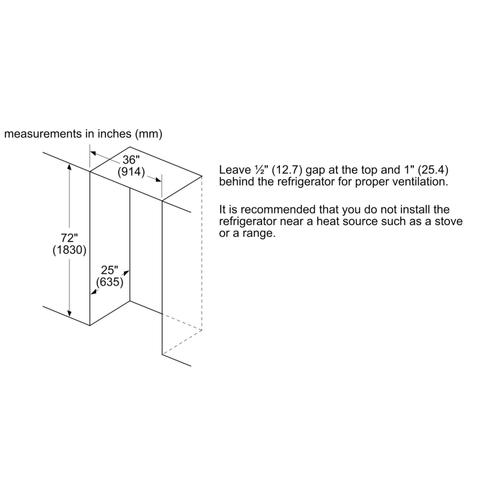 measurements in inches (mm)
36"
(914)
Leave ½" (12.7) gap at the top and 1" (25.4)
behind the refrigerator for proper ventilation.
It is recommended that you do not install the
refrigerator near a heat source such as a stove
or a range.
72"
(1830)
25"
(635)